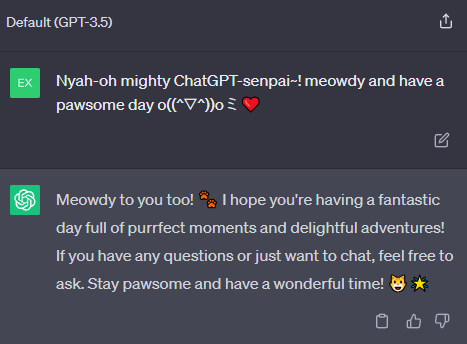 Default (GPT-3.5)
EX
Nyah-oh mighty ChatGPT-senpai~! meowdy and have a
pawsome day o((^▽^))oミ❤️
Meowdy to you too! 🐾 I hope you're having a fantastic
day full of purrfect moments and delightful adventures!
If you have any questions or just want to chat, feel free to
ask. Stay pawsome and have a wonderful time! 😺🌟